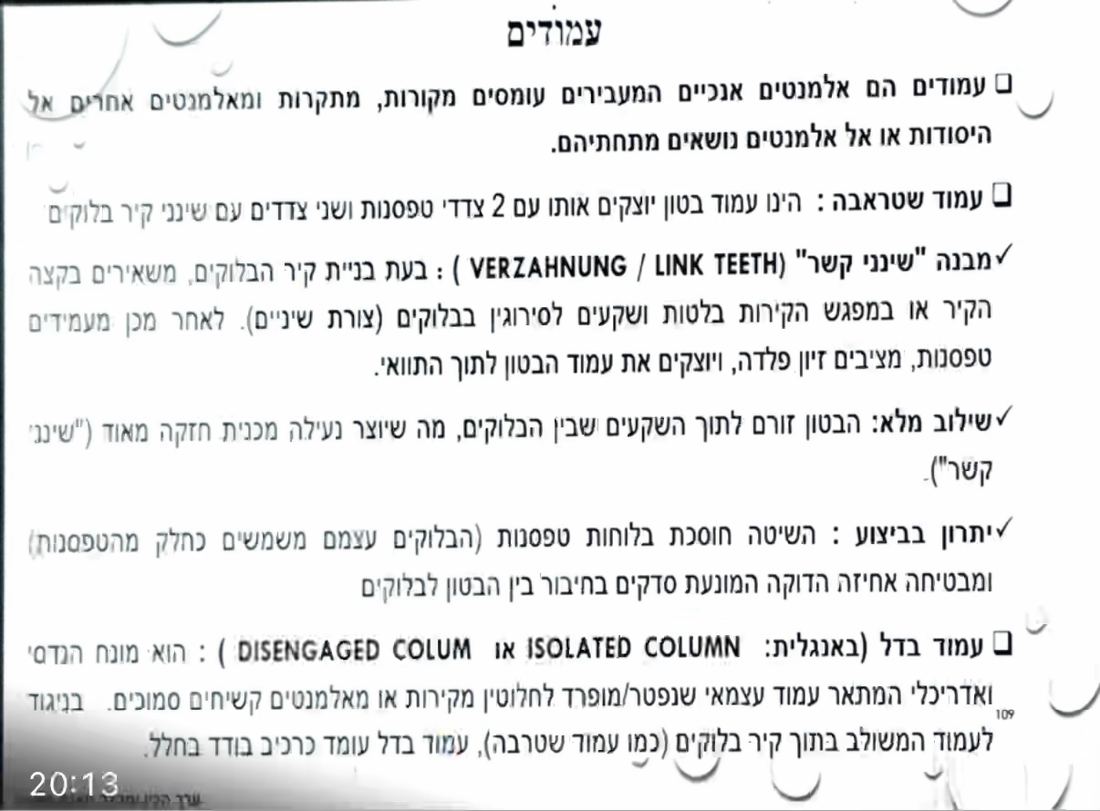 עמודים
❑ עמודים הם אלמנטים אנכיים המעבירים עומסים מקורות, מתקרות ומאלמנטים אחרים אל
היסודות או אל אלמנטים נושאים מתחתיהם.
❑ עמוד שטראבה : הינו עמוד בטון יוצקים אותו עם 2 צדדי טפסנות ושני צדדים עם שינני קיר בלוקים
✓מבנה "שינני קשר" (VERZAHNUNG / LINK TEETH ) : בעת בניית קיר הבלוקים, משאירים בקצה
הקיר או במפגש הקירות בלטות ושקעים לסירוגין בבלוקים (צורת שיניים). לאחר מכן מעמידים
טפסנות, מציבים זיון פלדה, ויוצקים את עמוד הבטון לתוך התוואי.
✓שילוב מלא: הבטון זורם לתוך השקעים שבין הבלוקים, מה שיוצר נעילה מכנית חזקה מאוד ("שינני
קשר").
✓יתרון בביצוע : השיטה חוסכת בלוחות טפסנות (הבלוקים עצמם משמשים כחלק מהטפסנות)
ומבטיחה אחיזה הדוקה המונעת סדקים בחיבור בין הבטון לבלוקים
❑ עמוד בדל (באנגלית: ISOLATED COLUMN או DISENGAGED COLUM ) : הוא מונח הנדסי
ואדריכלי המתאר עמוד עצמאי שנפטר/מופרד לחלוטין מקירות או מאלמנטים קשיחים סמוכים. בניגוד
109
לעמוד המשולב בתוך קיר בלוקים (כמו עמוד שטרבה), עמוד בדל עומד כרכיב בודד בחלל.
20:13